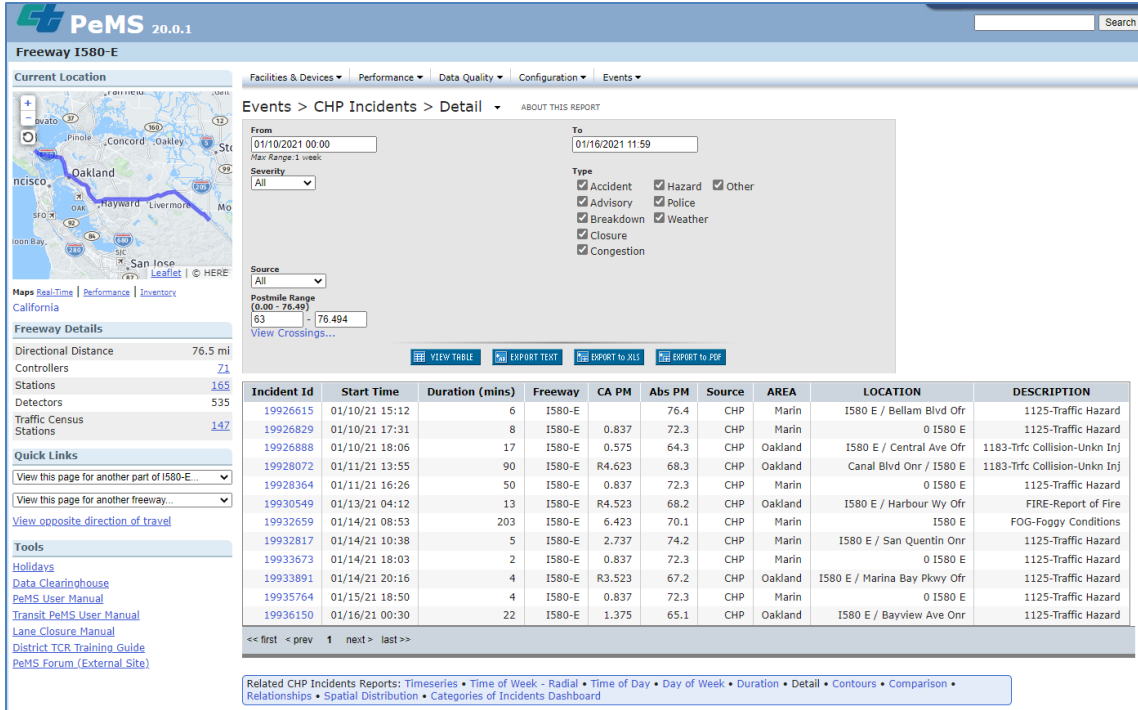 PeMS 20.0.1
Search
Freeway I580-E
Current Location
Facilities & Devices Performance Data Quality Configuration Events
Events > CHP Incidents > Detail ABOUT THIS REPORT
From
01/10/2021 00:00
Max Range:1 week
To
01/16/2021 11:59
Severity
All
Type
Accident Hazard Other
Advisory Police
Breakdown Weather
Closure
Congestion
Source
All
Postmile Range
(0.00 - 76.49)
63 - 76.494
View Crossings...
VIEW TABLE EXPORT TEXT EXPORT to XLS EXPORT to PDF
+
-
37
160
12
Pinole Concord Oakley 5
Oakland 99
205
OAK Hayward Livermore
SFO
92
84 680
280 SJC
San Jose
87
Leaflet | © HERE
Maps Real-Time | Performance | Inventory
California
Freeway Details
Directional Distance 76.5 mi
Controllers 71
Stations 165
Detectors 535
Traffic Census Stations 147
Quick Links
View this page for another part of I580-E...
View this page for another freeway...
View opposite direction of travel
Tools
Holidays
Data Clearinghouse
PeMS User Manual
Transit PeMS User Manual
Lane Closure Manual
District TCR Training Guide
PeMS Forum (External Site)
Incident Id Start Time Duration (mins) Freeway CA PM Abs PM Source AREA LOCATION DESCRIPTION
19926615 01/10/21 15:12 6 I580-E 76.4 CHP Marin I580 E / Bellam Blvd Ofr 1125-Traffic Hazard
19926829 01/10/21 17:31 8 I580-E 0.837 72.3 CHP Marin 0 I580 E 1125-Traffic Hazard
19926888 01/10/21 18:06 17 I580-E 0.575 64.3 CHP Oakland I580 E / Central Ave Ofr 1183-Trfc Collision-Unkn Inj
19928072 01/11/21 13:55 90 I580-E R4.623 68.3 CHP Oakland Canal Blvd Onr / I580 E 1183-Trfc Collision-Unkn Inj
19928364 01/11/21 16:26 50 I580-E 0.837 72.3 CHP Marin 0 I580 E 1125-Traffic Hazard
19930549 01/13/21 04:12 13 I580-E R4.523 68.2 CHP Oakland I580 E / Harbour Wy Ofr FIRE-Report of Fire
19932659 01/14/21 08:53 203 I580-E 6.423 70.1 CHP Marin I580 E FOG-Foggy Conditions
19932817 01/14/21 10:38 5 I580-E 2.737 74.2 CHP Marin I580 E / San Quentin Onr 1125-Traffic Hazard
19933673 01/14/21 18:03 2 I580-E 0.837 72.3 CHP Marin 0 I580 E 1125-Traffic Hazard
19933891 01/14/21 20:16 4 I580-E R3.523 67.2 CHP Oakland I580 E / Marina Bay Pkwy Ofr 1125-Traffic Hazard
19935764 01/15/21 18:50 4 I580-E 0.837 72.3 CHP Marin 0 I580 E 1125-Traffic Hazard
19936150 01/16/21 00:30 22 I580-E 1.375 65.1 CHP Oakland I580 E / Bayview Ave Onr 1125-Traffic Hazard
<< first < prev 1 next > last >>
Related CHP Incidents Reports: Timeseries • Time of Week - Radial • Time of Day • Day of Week • Duration • Detail • Contours • Comparison •
Relationships • Spatial Distribution • Categories of Incidents Dashboard